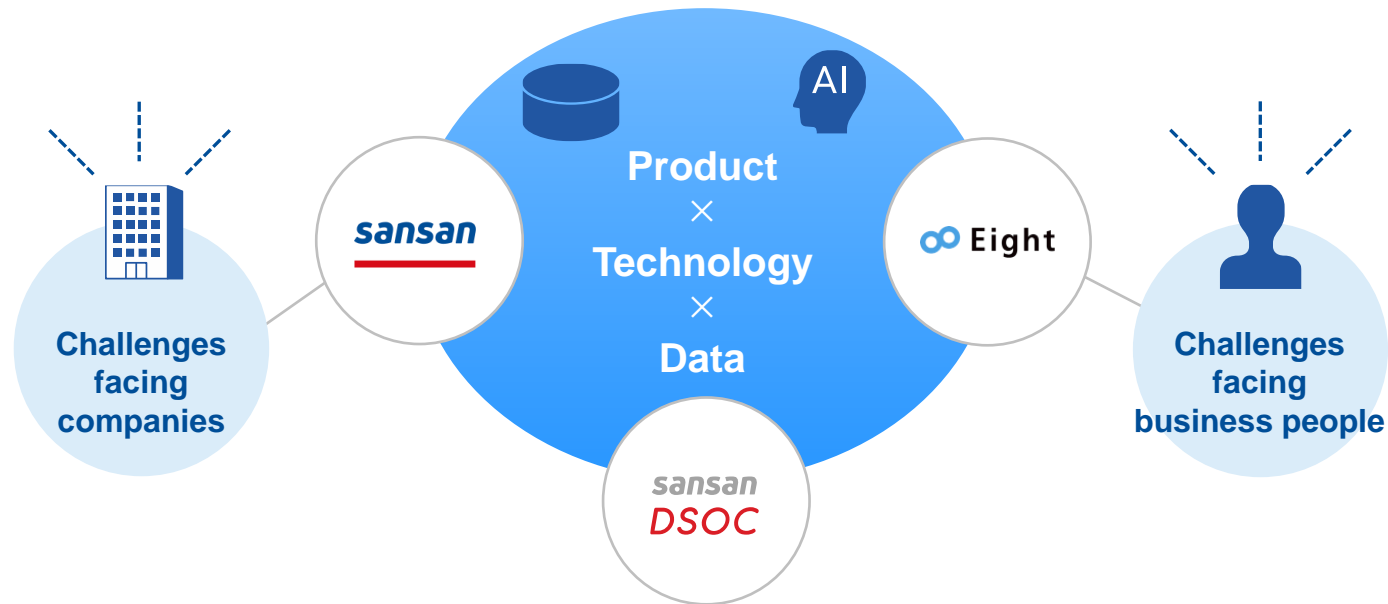 AI
Product
×
Technology
×
Data
sansan
Eight
sansan
DSOC
Challenges
facing
companies
Challenges
facing
business people